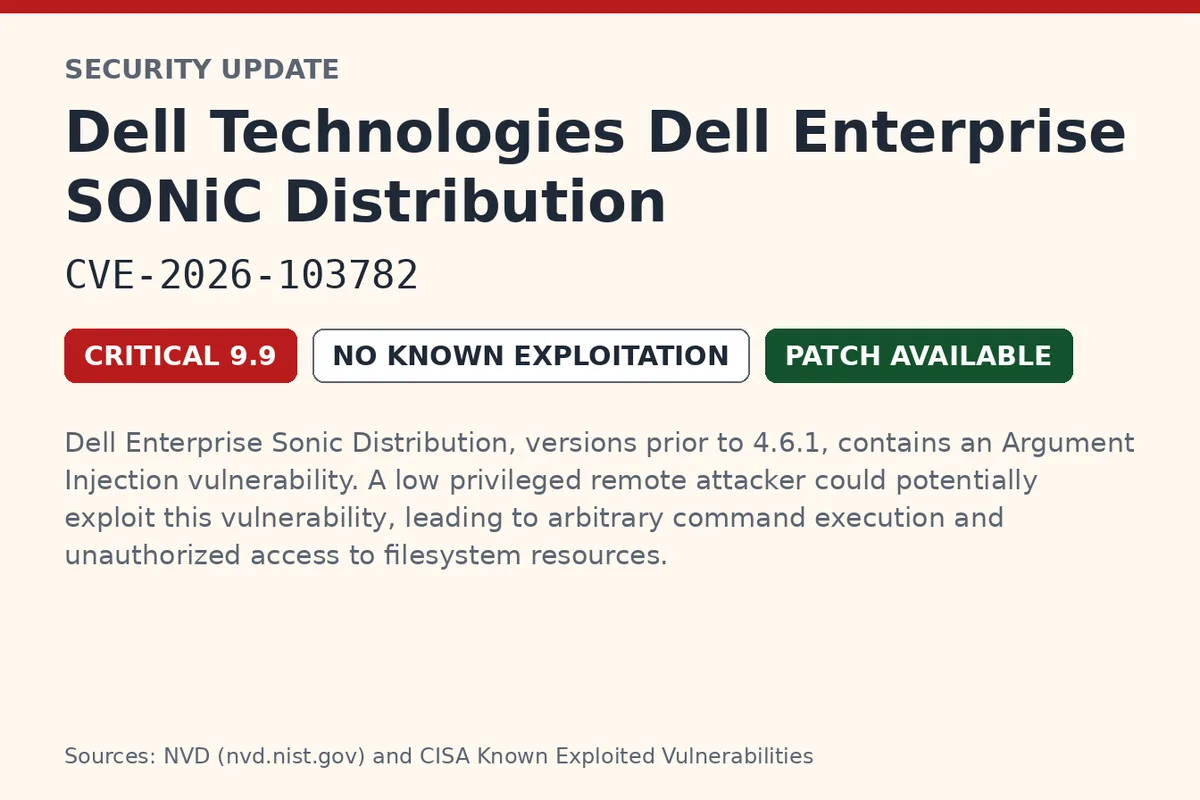 SECURITY UPDATE
Dell Technologies Dell Enterprise
SONiC Distribution
CVE-2026-103782
CRITICAL 9.9 NO KNOWN EXPLOITATION PATCH AVAILABLE
Dell Enterprise Sonic Distribution, versions prior to 4.6.1, contains an Argument
Injection vulnerability. A low privileged remote attacker could potentially
exploit this vulnerability, leading to arbitrary command execution and
unauthorized access to filesystem resources.
Sources: NVD (nvd.nist.gov) and CISA Known Exploited Vulnerabilities